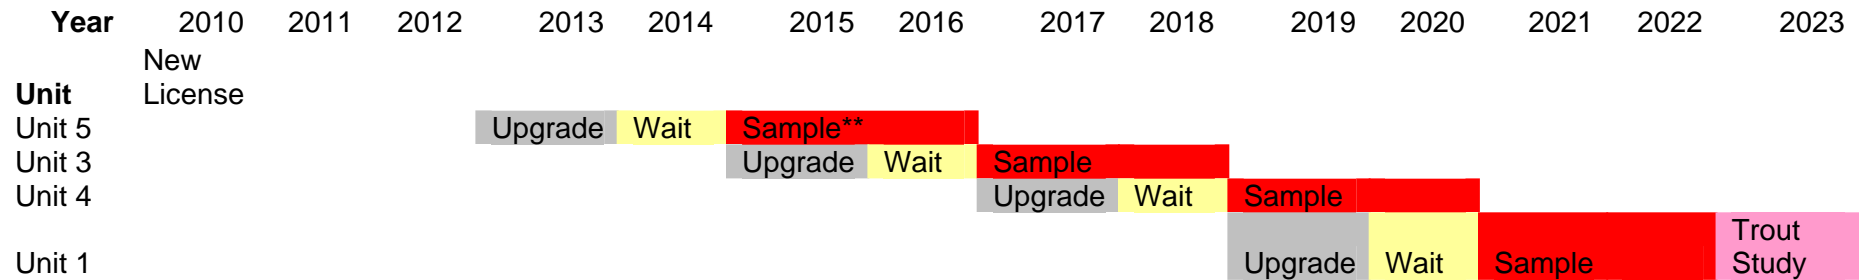 Year 2010 2011 2012 2013 2014 2015 2016 2017 2018 2019 2020 2021 2022 2023
New
Unit License
Unit 5 Upgrade Wait Sample**
Unit 3 Upgrade Wait Sample
Unit 4 Upgrade Wait Sample
Trout
Unit 1 Upgrade Wait Sample Study